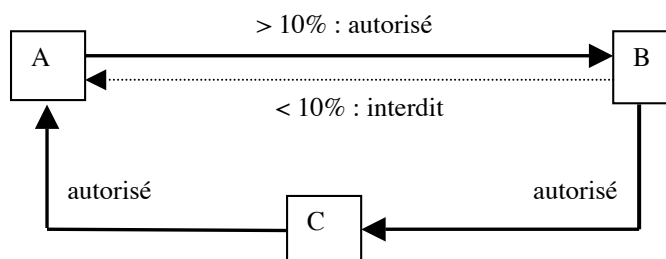 > 10% : autorisé
A
B
< 10% : interdit
autorisé
autorisé
C